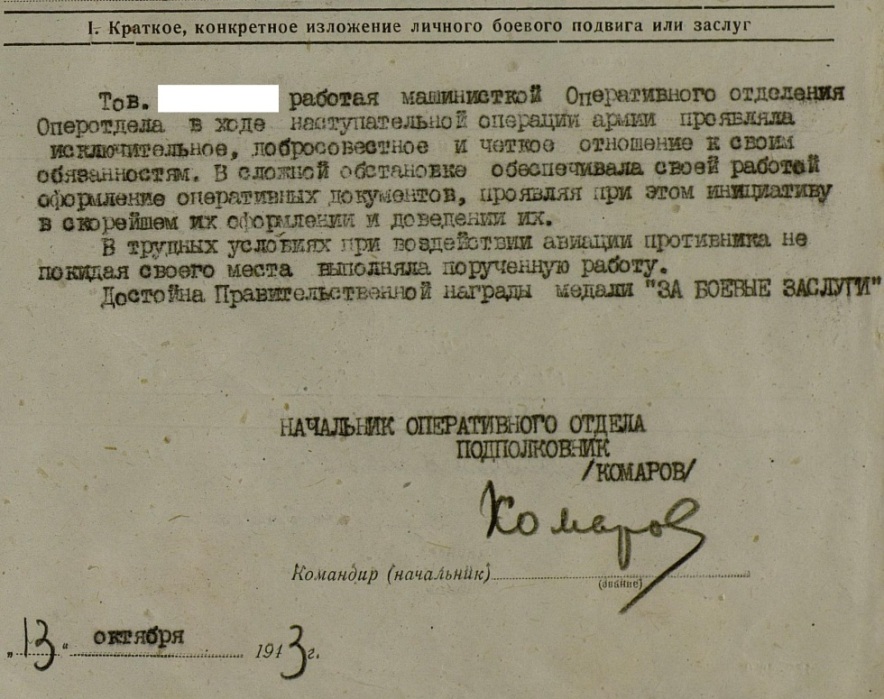 I. Краткое, конкретное изложение личного боевого подвига или заслуг
Тов. работая машинисткой Оперативного отделения
Оперотдела в ходе наступательной операции армии проявляла
исключительное, добросовестное и четкое отношение к своим
обязанностям. В сложной обстановке обеспечивала своей работой
оформление оперативных документов, проявляя при этом инициативу
в скорейшем их оформлении и доведении их.
В трудных условиях при воздействии авиации противника не
покидая своего места выполняла порученную работу.
Достойна Правительственной награды медали "ЗА БОЕВЫЕ ЗАСЛУГИ"
НАЧАЛЬНИК ОПЕРАТИВНОГО ОТДЕЛА
ПОДПОЛКОВНИК
/КОМАРОВ/
Комаров
Командир (начальник)
(звание)
„13" октября 1943 г.